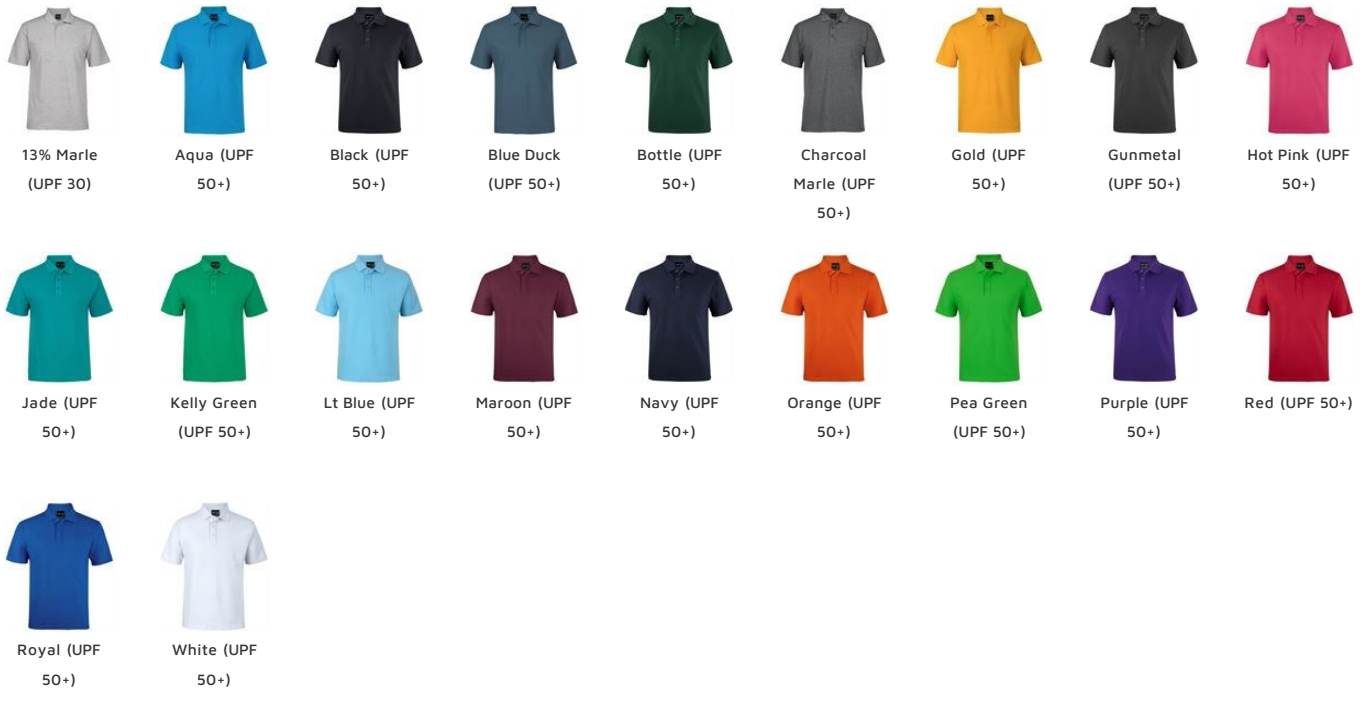 13% Marle
(UPF 30)
Aqua (UPF
50+)
Black (UPF
50+)
Blue Duck
(UPF 50+)
Bottle (UPF
50+)
Charcoal
Marle (UPF
50+)
Gold (UPF
50+)
Gunmetal
(UPF 50+)
Hot Pink (UPF
50+)
Jade (UPF
50+)
Kelly Green
(UPF 50+)
Lt Blue (UPF
50+)
Maroon (UPF
50+)
Navy (UPF
50+)
Orange (UPF
50+)
Pea Green
(UPF 50+)
Purple (UPF
50+)
Red (UPF 50+)
Royal (UPF
50+)
White (UPF
50+)